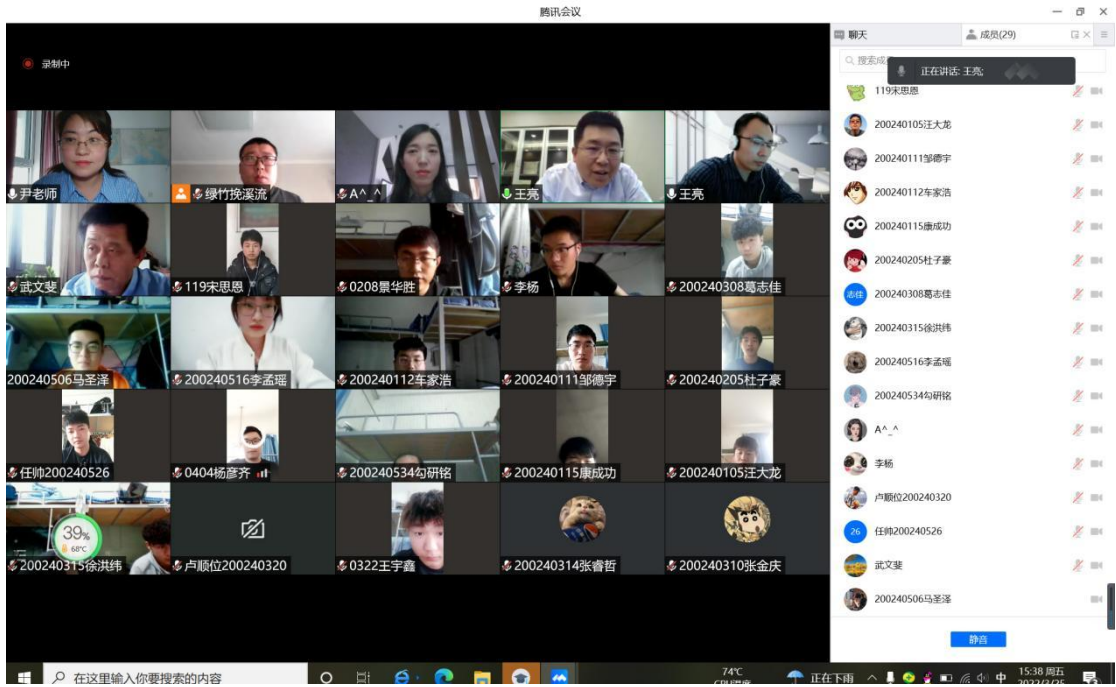 腾讯会议
录制中
聊天
成员(29)
搜索成
正在讲话: 王亮;
尹老师
绿竹挽溪流
A^_^
王亮
王亮
武文斐
119宋思恩
0208景华胜
李杨
200240308葛志佳
200240506马圣泽
200240516李孟瑶
200240112车家浩
200240111邹德宇
200240205杜子豪
任帅200240526
0404杨彦齐
200240534勾研铭
200240115康成功
200240105汪大龙
39%
68℃
200240315徐洪纬
卢顺位200240320
0322王宇鑫
200240314张睿哲
200240310张金庆
119宋思恩
200240105汪大龙
200240111邹德宇
200240112车家浩
200240115康成功
200240205杜子豪
志佳
200240308葛志佳
200240315徐洪纬
200240516李孟瑶
200240534勾研铭
A^_^
李杨
卢顺位200240320
26
任帅200240526
武文斐
200240506马圣泽
静音
在这里输入你要搜索的内容
74℃
CPU温度
正在下雨
中
15:38 周五
2022/3/25